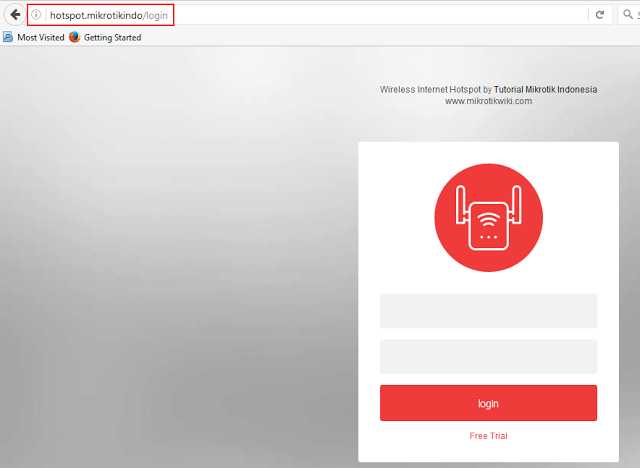 hotspot.mikrotikindo/login
Most Visited Getting Started
Wireless Internet Hotspot by Tutorial Mikrotik Indonesia
www.mikrotikwiki.com
login
Free Trial